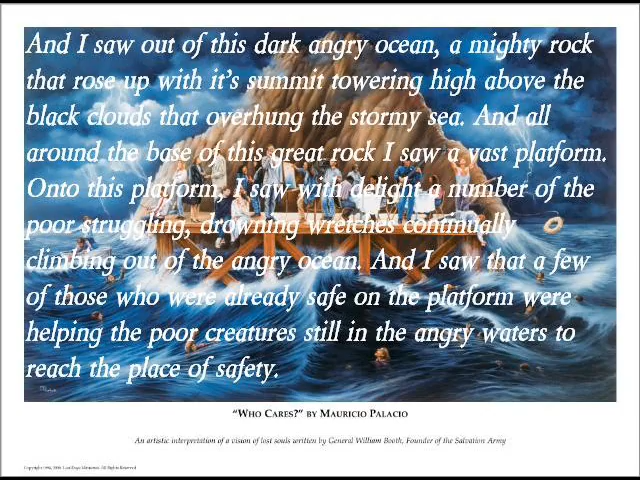 And I saw out of this dark angry ocean, a mighty rock
that rose up with it's summit towering high above the
black clouds that overhung the stormy sea. And all
around the base of this great rock I saw a vast platform.
Onto this platform, I saw with delight a number of the
poor struggling, drowning wretches continually
climbing out of the angry ocean. And I saw that a few
of those who were already safe on the platform were
helping the poor creatures still in the angry waters to
reach the place of safety.
"Who Cares?" by Mauricio Palacio
An artistic interpretation of a vision of lost souls written by General William Booth, Founder of the Salvation Army
All Rights Reserved